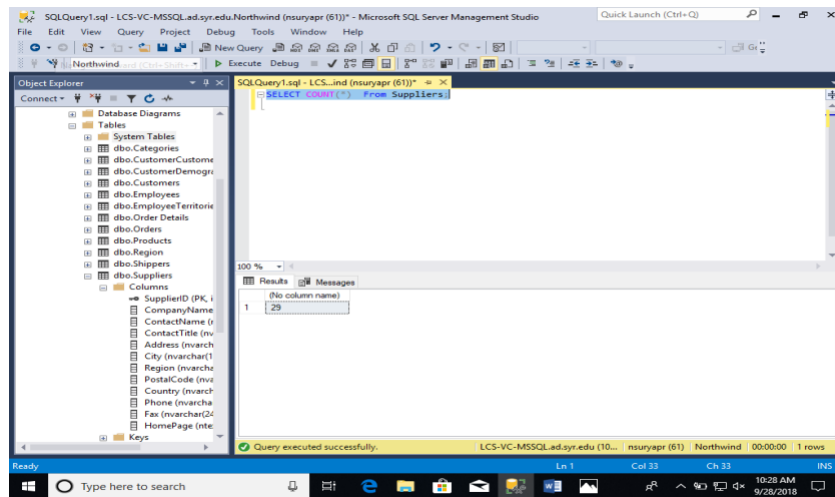 SQLQuery1.sql - LCS-VC-MSSQL.ad.syr.edu.Northwind (nsuryapr (61))* - Microsoft SQL Server Management Studio
Quick Launch (Ctrl+Q)
File Edit View Query Project Debug Tools Window Help
New Query
Northwind
Execute Debug
Object Explorer
SQLQuery1.sql - LCS...ind (nsuryapr (61))*
Connect
SELECT COUNT(*) From Suppliers;
Database Diagrams
Tables
System Tables
dbo.Categories
dbo.CustomerCustome
dbo.CustomerDemogra
dbo.Customers
dbo.Employees
dbo.EmployeeTerritorie
dbo.Order Details
dbo.Orders
dbo.Products
dbo.Region
dbo.Shippers
dbo.Suppliers
Columns
SupplierID (PK, i
CompanyName
ContactName (
ContactTitle (nv
Address (nvarch
City (nvarchar(1
Region (nvarcha
PostalCode (nva
Country (nvarch
Phone (nvarcha
Fax (nvarchar(24
HomePage (nte
Keys
100 %
Results Messages
(No column name)
1 29
Query executed successfully.
LCS-VC-MSSQL.ad.syr.edu (10... nsuryapr (61) Northwind 00:00:00 1 rows
Ready Ln 1 Col 33 Ch 33 INS
Type here to search
10:28 AM
9/28/2018